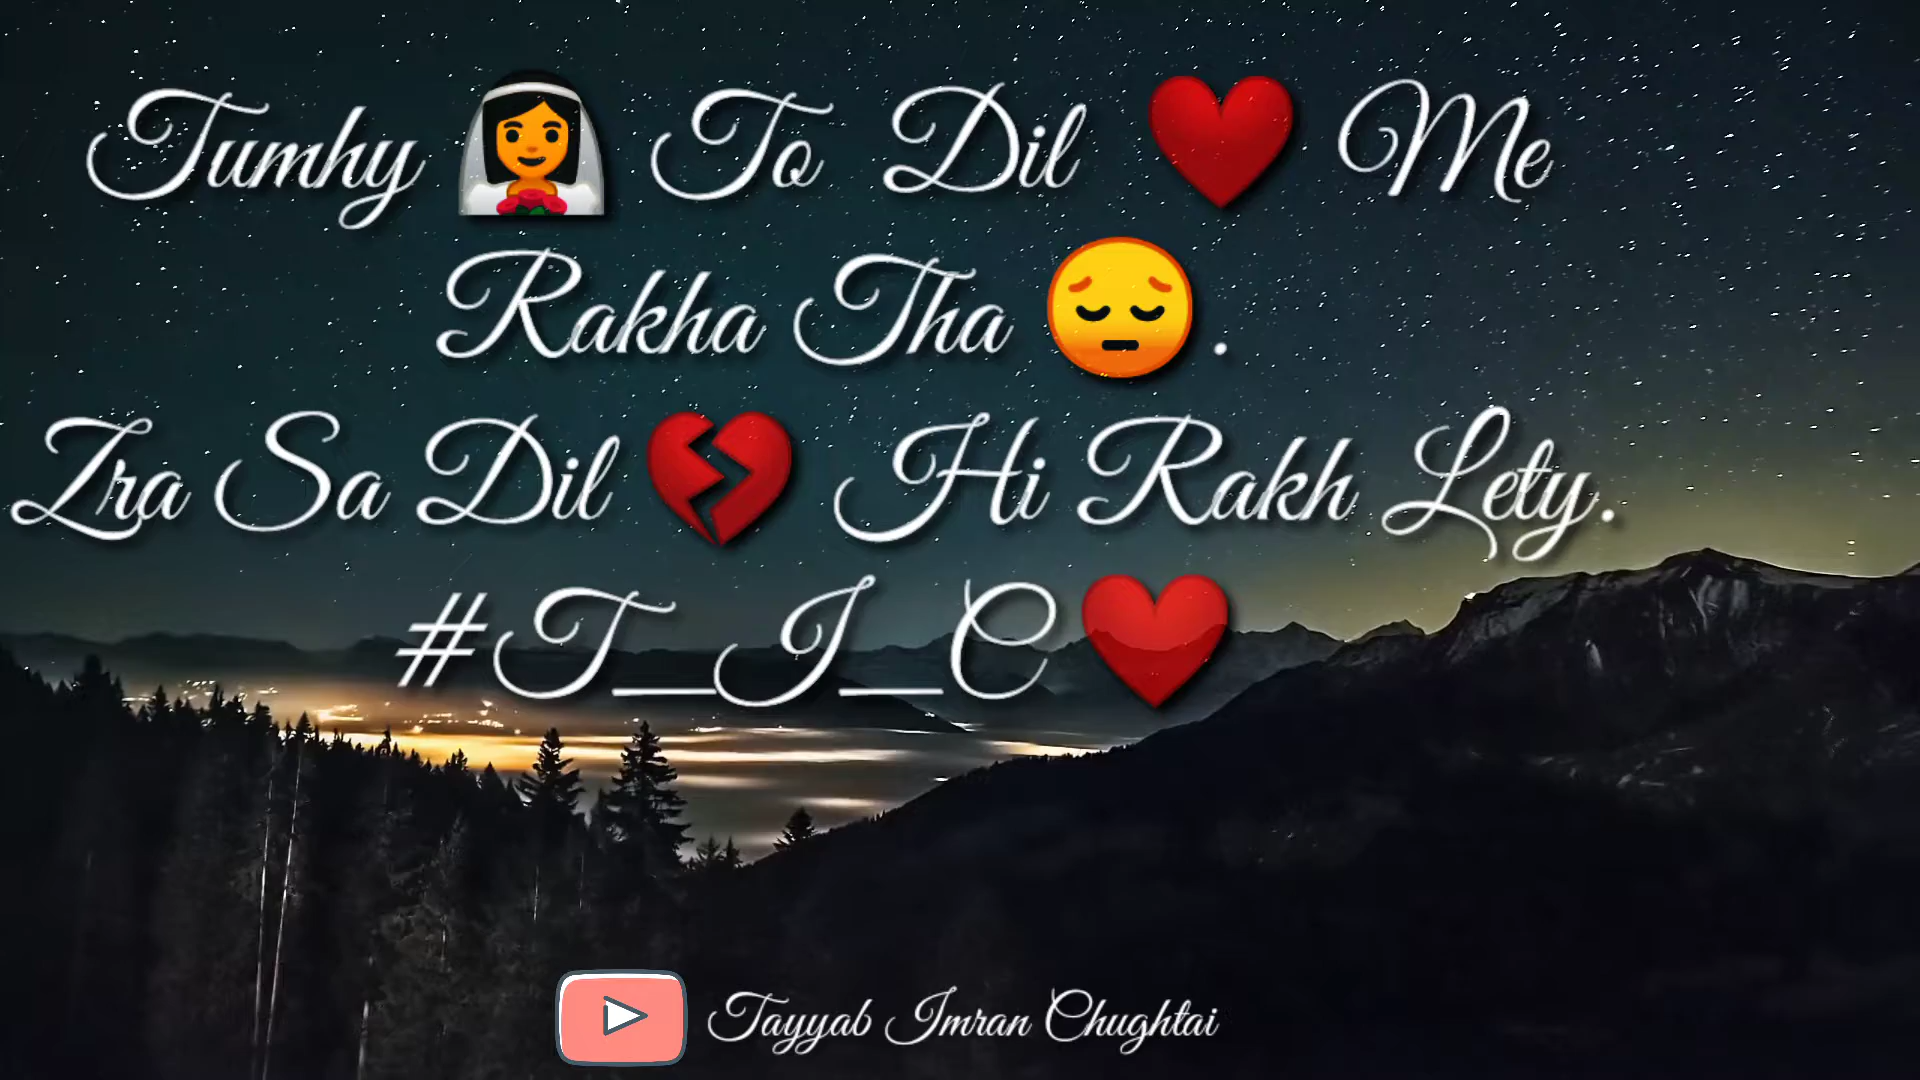 Tumhy 👰 To Dil ❤️ Me
Rakha Tha 😔 .
Zra Sa Dil 💔 Hi Rakh Lety.
#T_I_C❤️
Tayyab Imran Chughtai